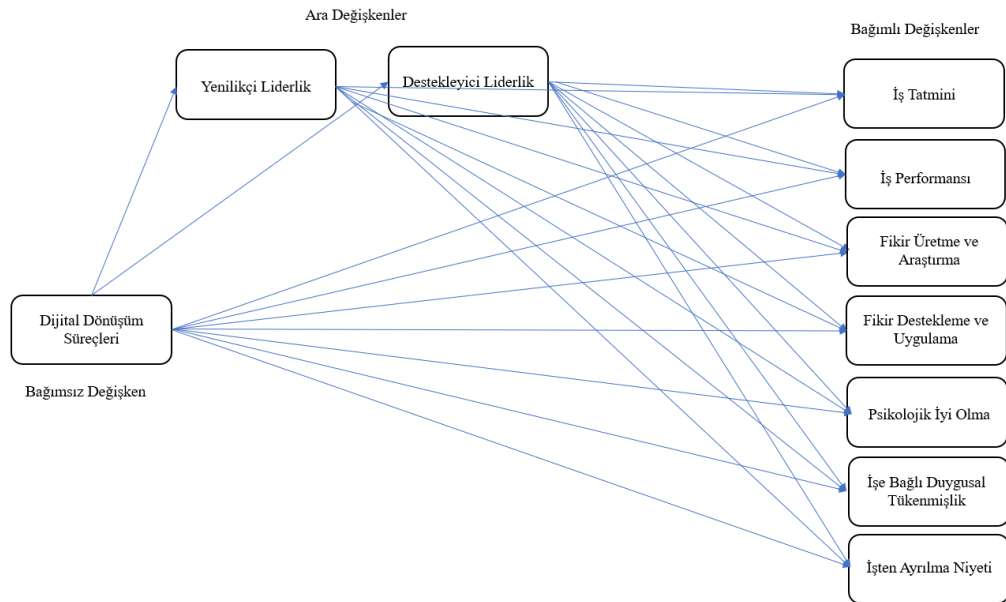 Ara Değişkenler
Bağımlı Değişkenler
Yenilikçi Liderlik
Destekleyici Liderlik
İş Tatmini
İş Performansı
Fikir Üretme ve
Araştırma
Dijital Dönüşüm
Süreçleri
Fikir Destekleme ve
Uygulama
Bağımsız Değişken
Psikolojik İyi Olma
İşe Bağlı Duygusal
Tükenmişlik
İşten Ayrılma Niyeti